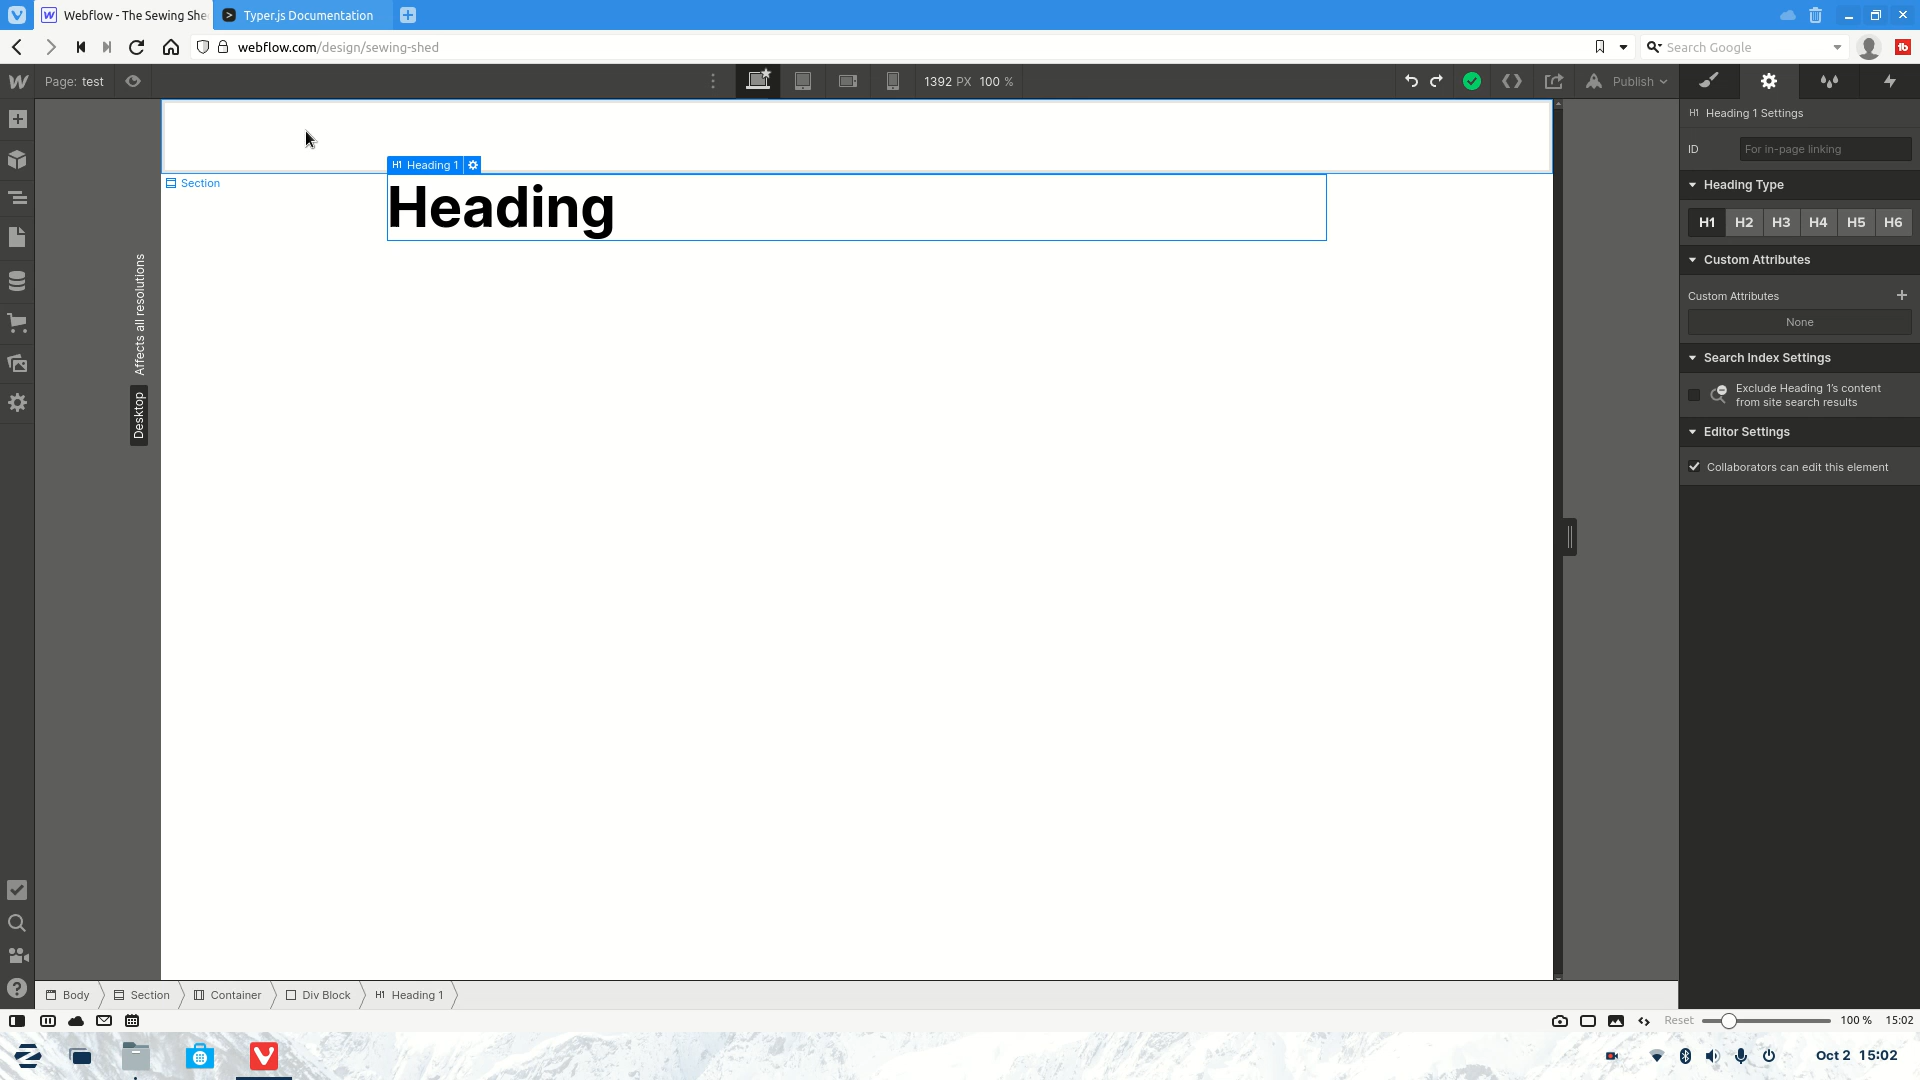 Webflow - The Sewing She
Typer.js Documentation
webflow.com/design/sewing-shed
Search Google
Page: test
1392 PX 100 %
Publish
H1 Heading 1
Section
Heading
Affects all resolutions
Desktop
H1 Heading 1 Settings
ID
For in-page linking
Heading Type
H1 H2 H3 H4 H5 H6
Custom Attributes
Custom Attributes
None
Search Index Settings
Exclude Heading 1's content
from site search results
Editor Settings
Collaborators can edit this element
Body
Section
Container
Div Block
H1 Heading 1
Reset
100 %
15:02
Oct 2 15:02